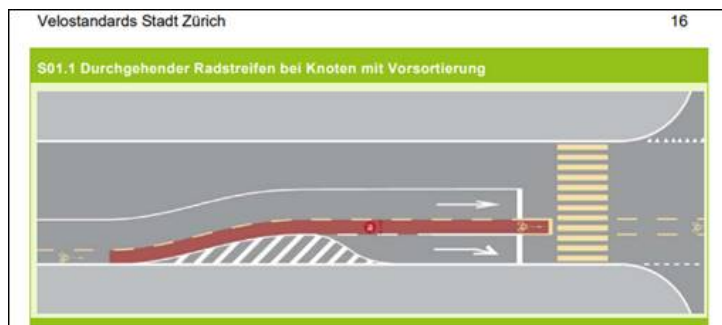 Velostandards Stadt Zürich 16
S01.1 Durchgehender Radstreifen bei Knoten mit Vorsortierung